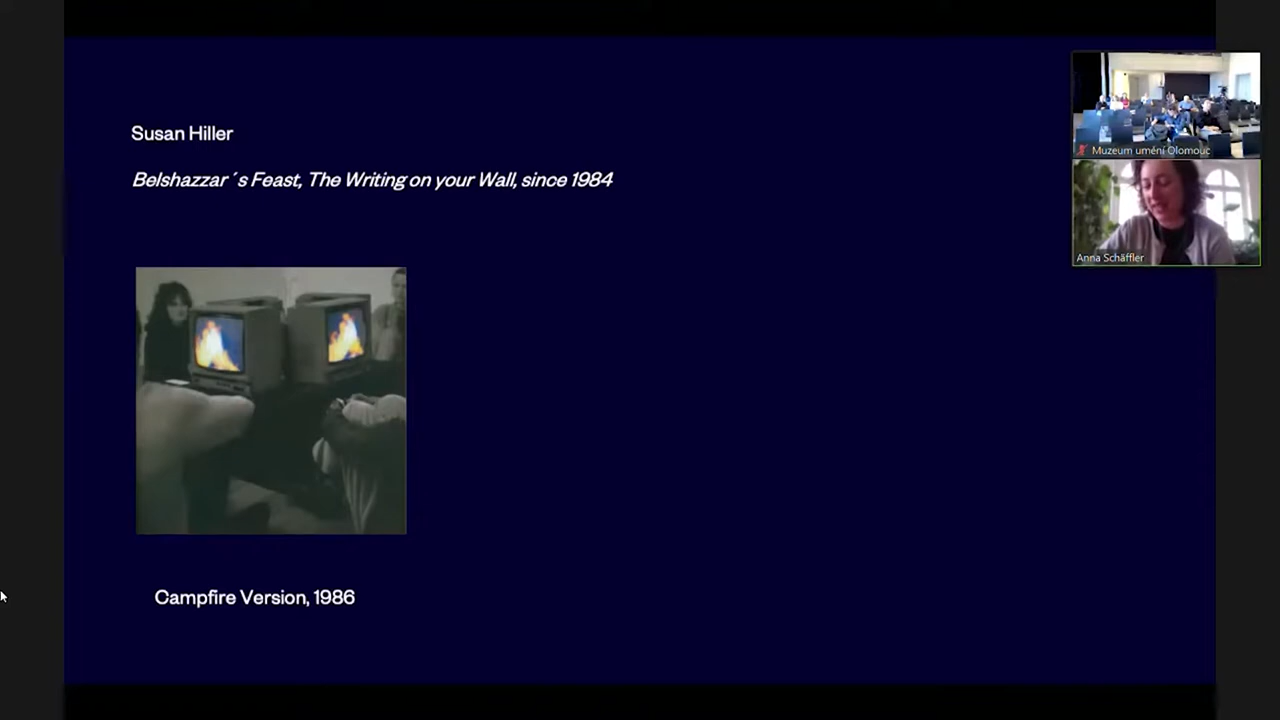 Susan Hiller
Belshazzar´s Feast, The Writing on your Wall, since 1984
Campfire Version, 1986
Muzeum umění Olomouc
Anna Schäffler